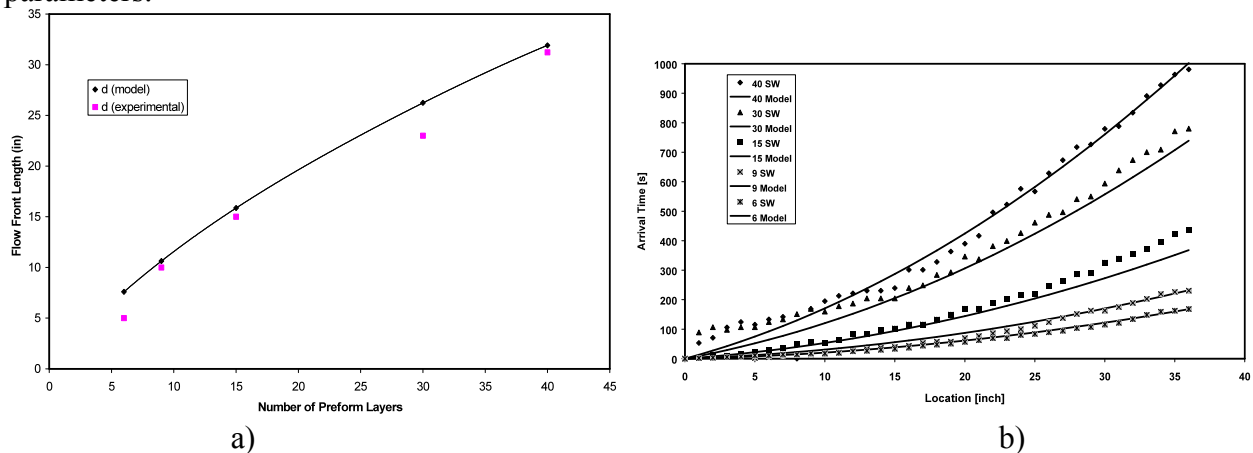 parameters.
35
30
25
20
15
10
5
0
Flow Front Length (in)
d (model)
d (experimental)
0 5 10 15 20 25 30 35 40 45
Number of Preform Layers
a)
1000
900
800
700
600
500
400
300
200
100
0
Arrival Time [s]
40 SW
40 Model
30 SW
30 Model
15 SW
15 Model
9 SW
9 Model
6 SW
6 Model
0 5 10 15 20 25 30 35 40
Location [inch]
b)